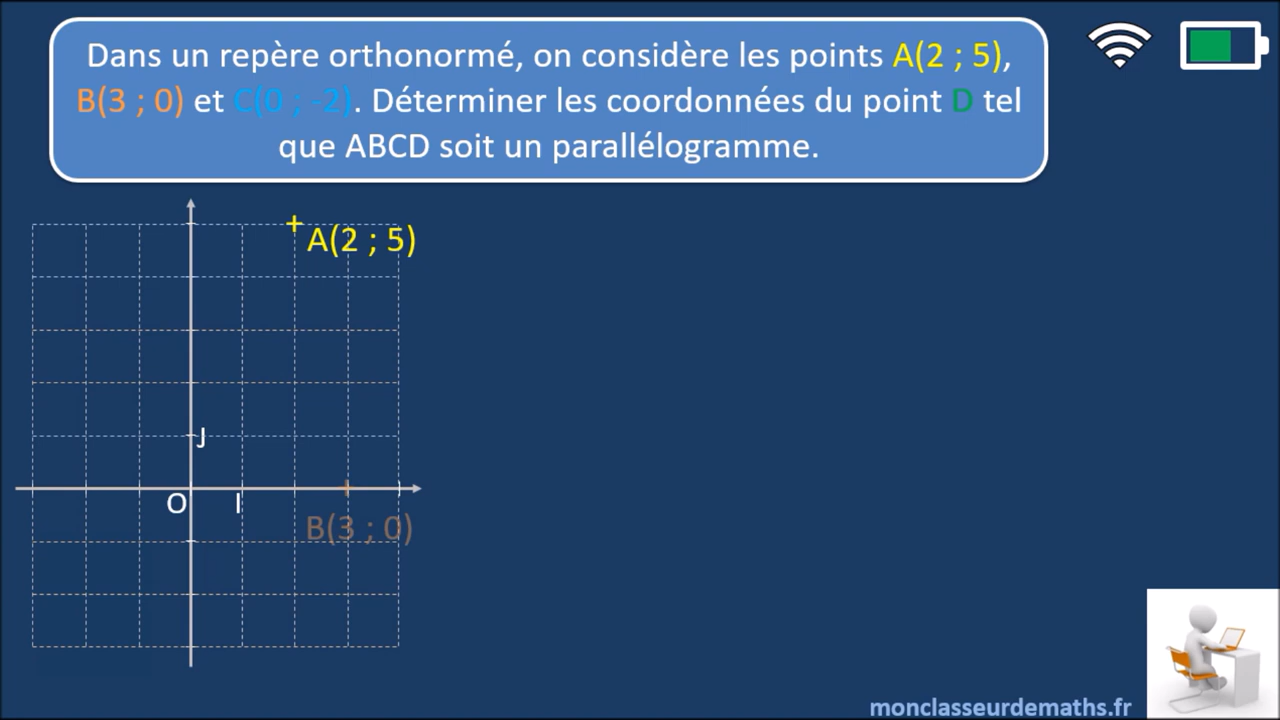 Dans un repère orthonormé, on considère les points A(2 ; 5),
B(3 ; 0) et C(0 ; -2). Déterminer les coordonnées du point D tel
que ABCD soit un parallélogramme.
A(2 ; 5)
J
O I
B(3 ; 0)
monclasseurdemaths.fr